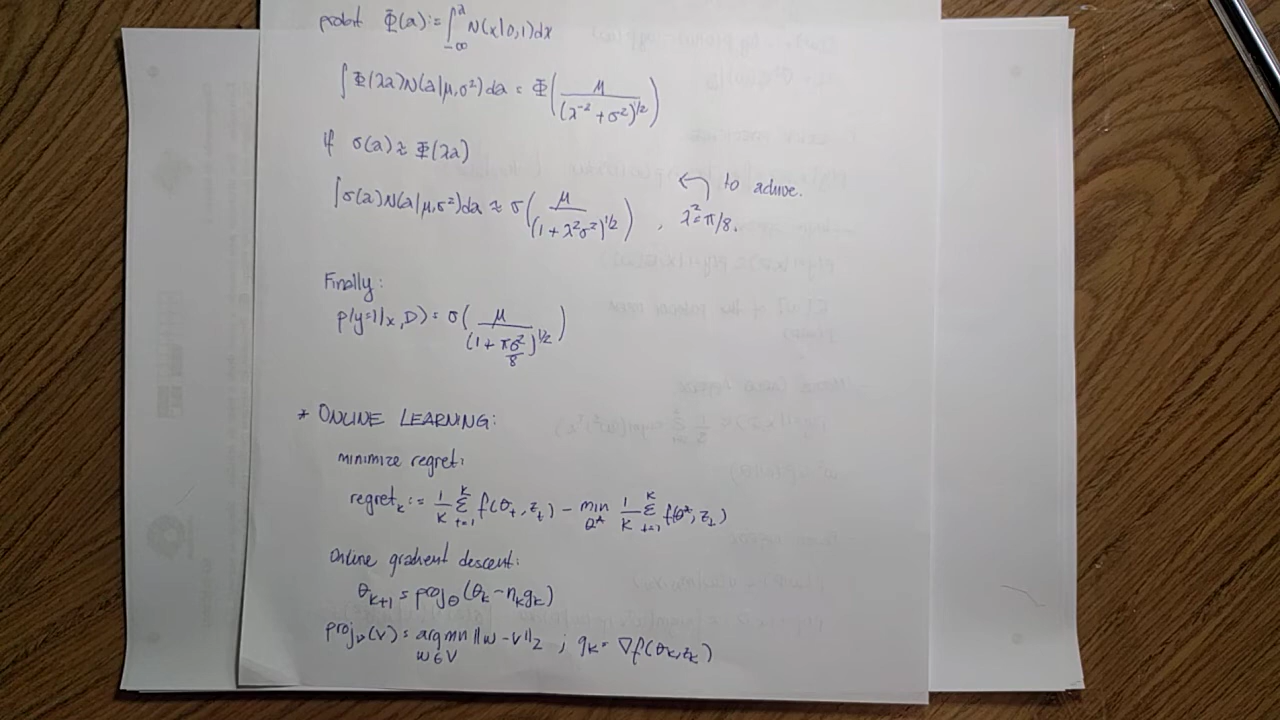 probit Φ(a) := ∫_{-∞}^{a} N(x|0,1)dx
∫Φ(λa)N(a|μ,σ²)da = Φ(μ/(λ⁻² + σ²)^{1/2})
if σ(a) ≈ Φ(λa)
∫σ(a)N(a|μ,σ²)da ≈ σ(μ/(1 + λ²σ²)^{1/2}) , λ² = π/8.
← to achive.
Finally:
p(y=1|x,D) = σ(μ/(1 + πσ²/8)^{1/2})
* ONLINE LEARNING:
minimize regret:
regret_k := 1/K Σ_{t=1}^{K} f(θ_t, z_t) - min_{θ*} 1/K Σ_{t=1}^{K} f(θ*, z_t)
Online gradient descent:
θ_{k+1} = proj_Θ(θ_k - η_k g_k)
proj_V(v) = argmin_{w∈V} ||w - v||_2 ; g_k = ∇f(θ_k, z_k)